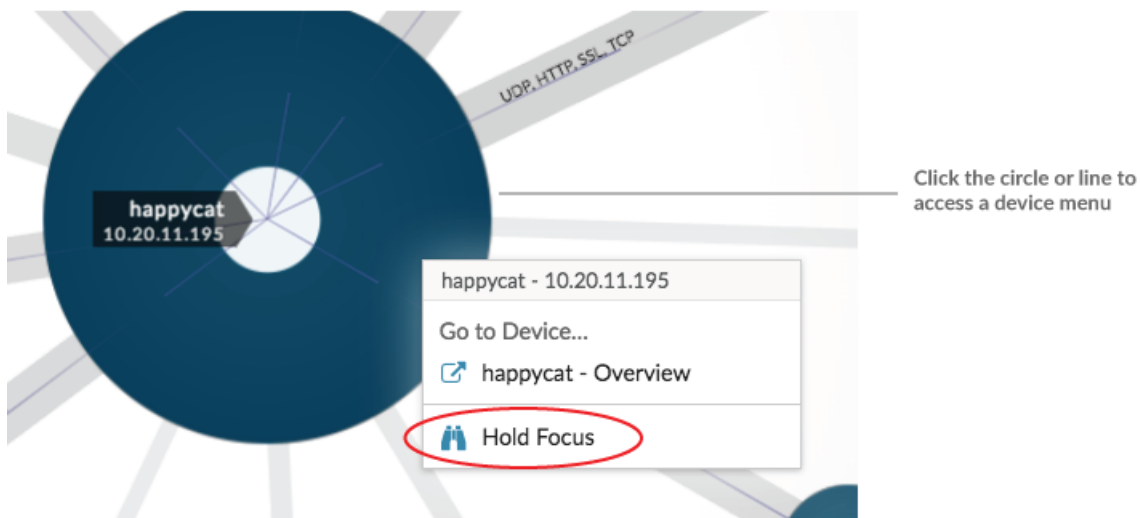 UDP, HTTP, SSL, TCP
Click the circle or line to
access a device menu
happycat
10.20.11.195
happycat - 10.20.11.195
Go to Device...
happycat - Overview
Hold Focus